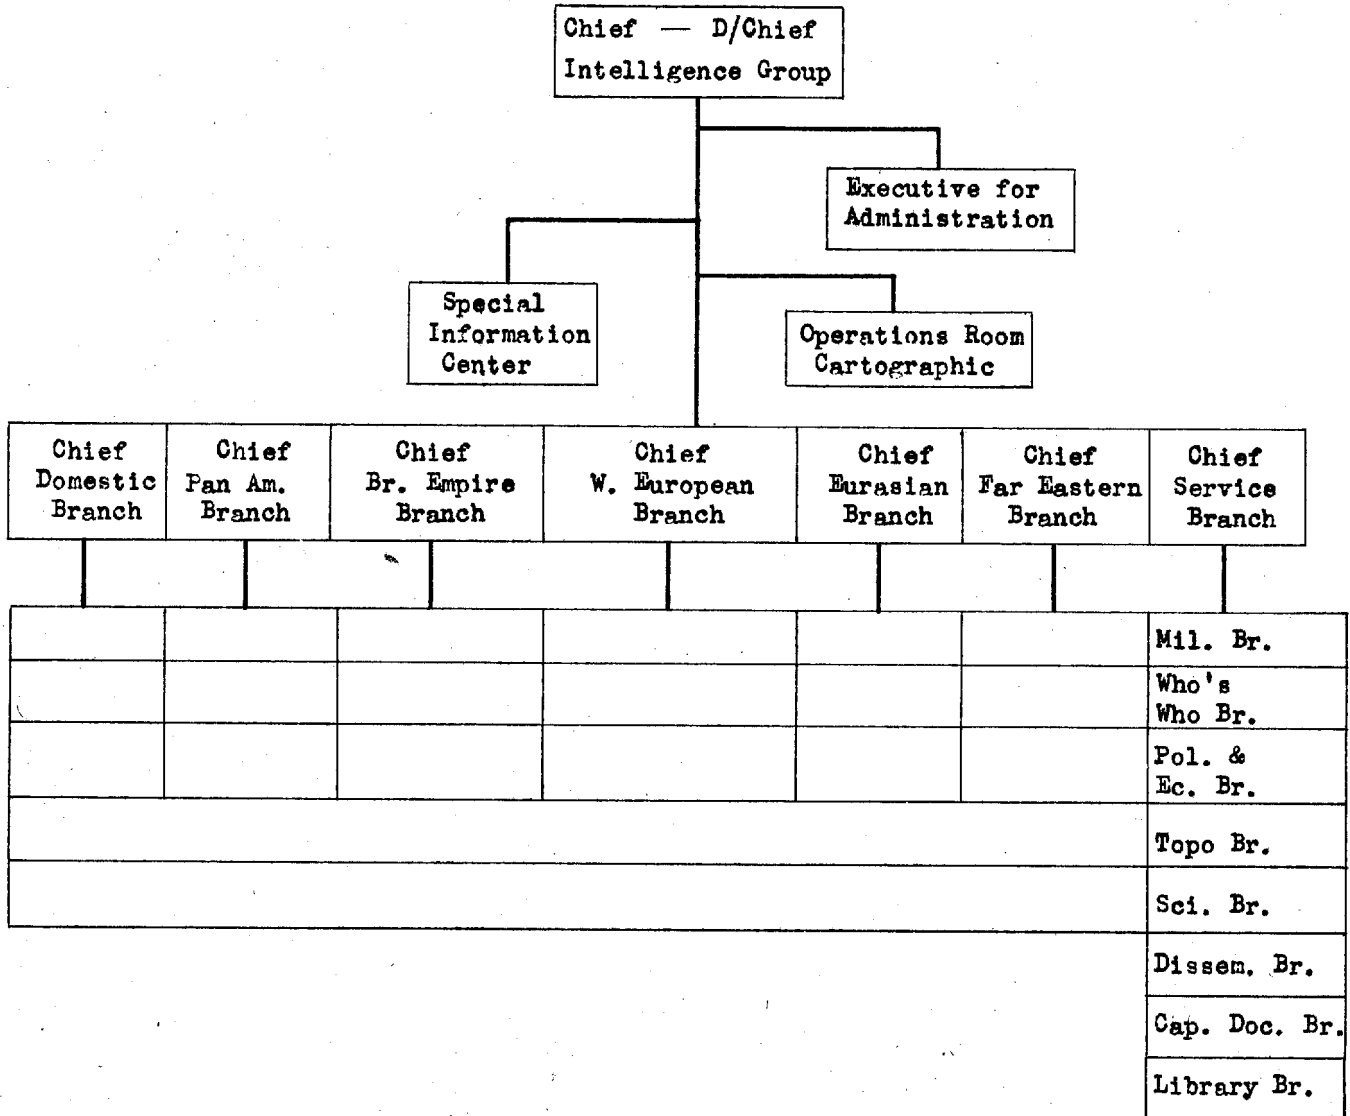 Chief — D/Chief
Intelligence Group
Executive for
Administration
Special
Information
Center
Operations Room
Cartographic
Chief
Domestic
Branch
Chief
Pan Am.
Branch
Chief
Br. Empire
Branch
Chief
W. European
Branch
Chief
Eurasian
Branch
Chief
Far Eastern
Branch
Chief
Service
Branch
Mil. Br.
Who's
Who Br.
Pol. &
Ec. Br.
Topo Br.
Sci. Br.
Dissem. Br.
Cap. Doc. Br.
Library Br.